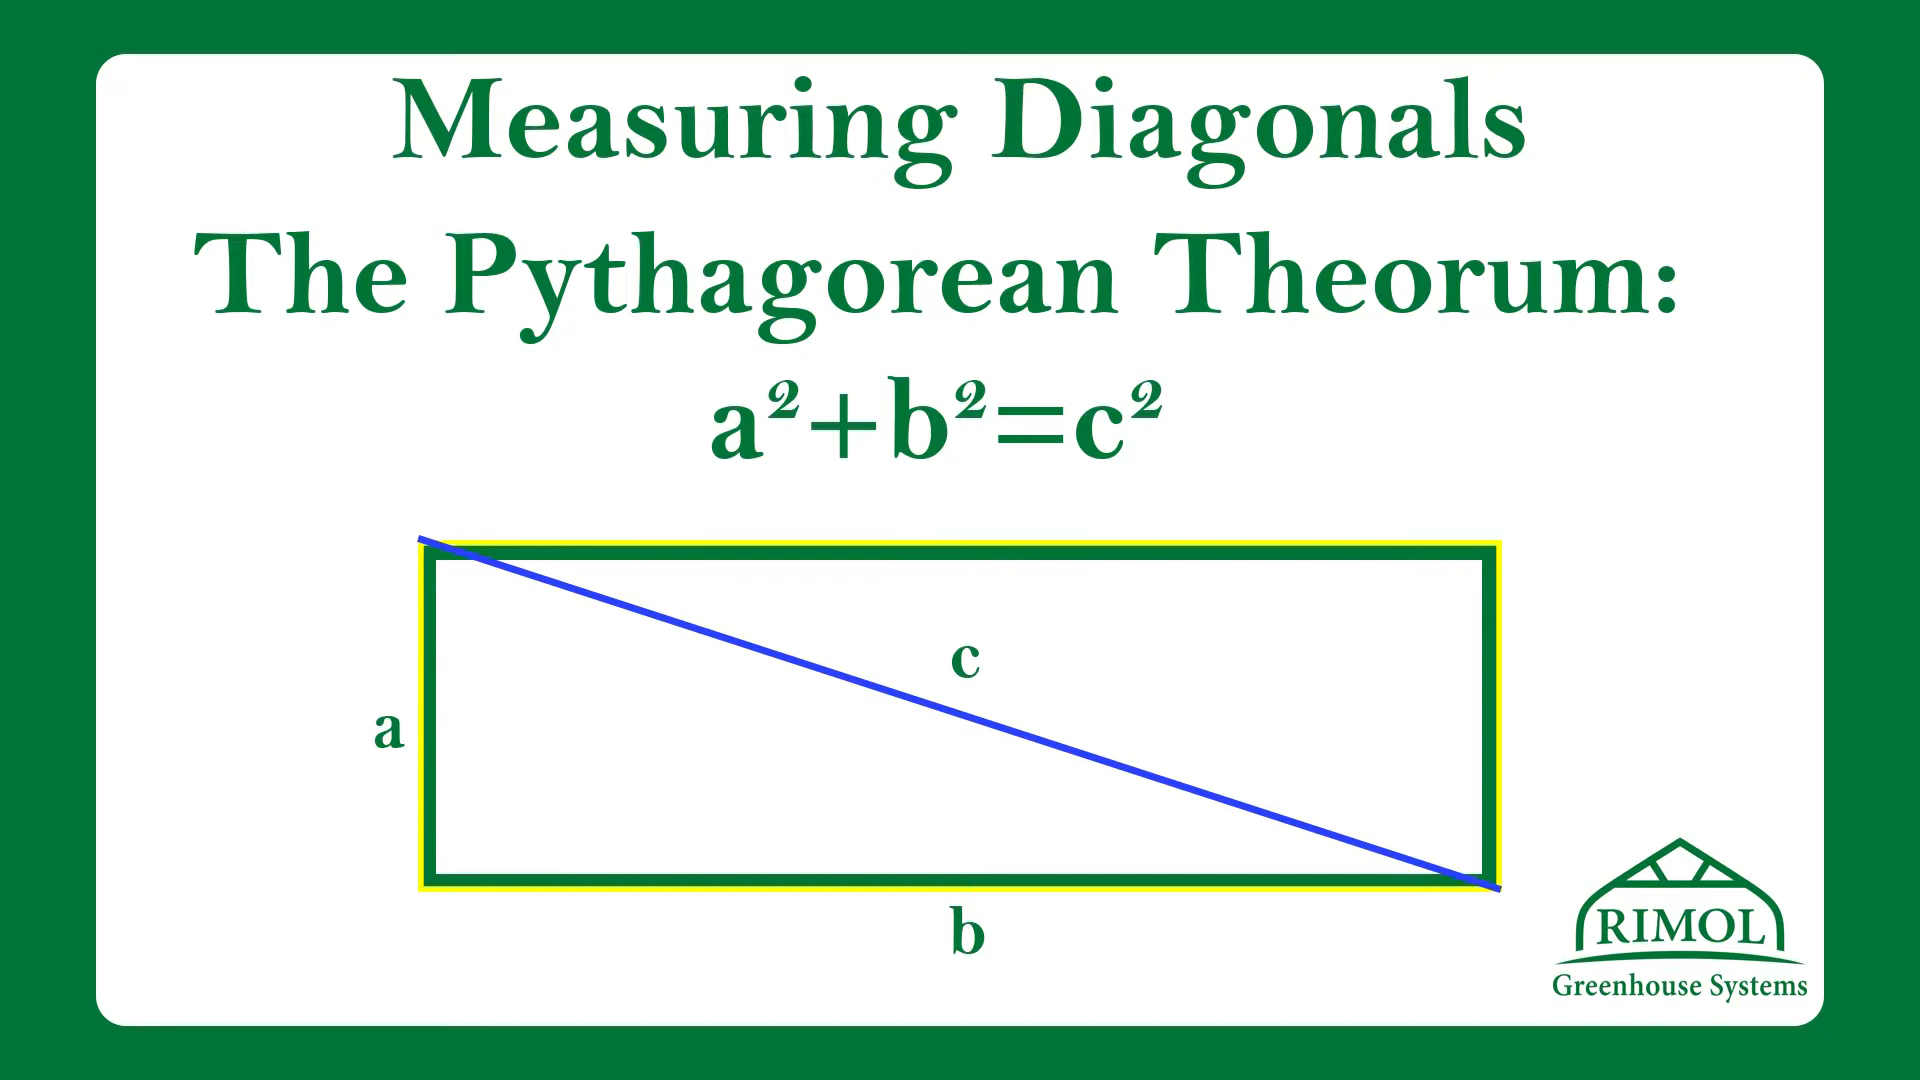 Measuring Diagonals
The Pythagorean Theorum:
a²+b²=c²
c
a
b
RIMOL
Greenhouse Systems